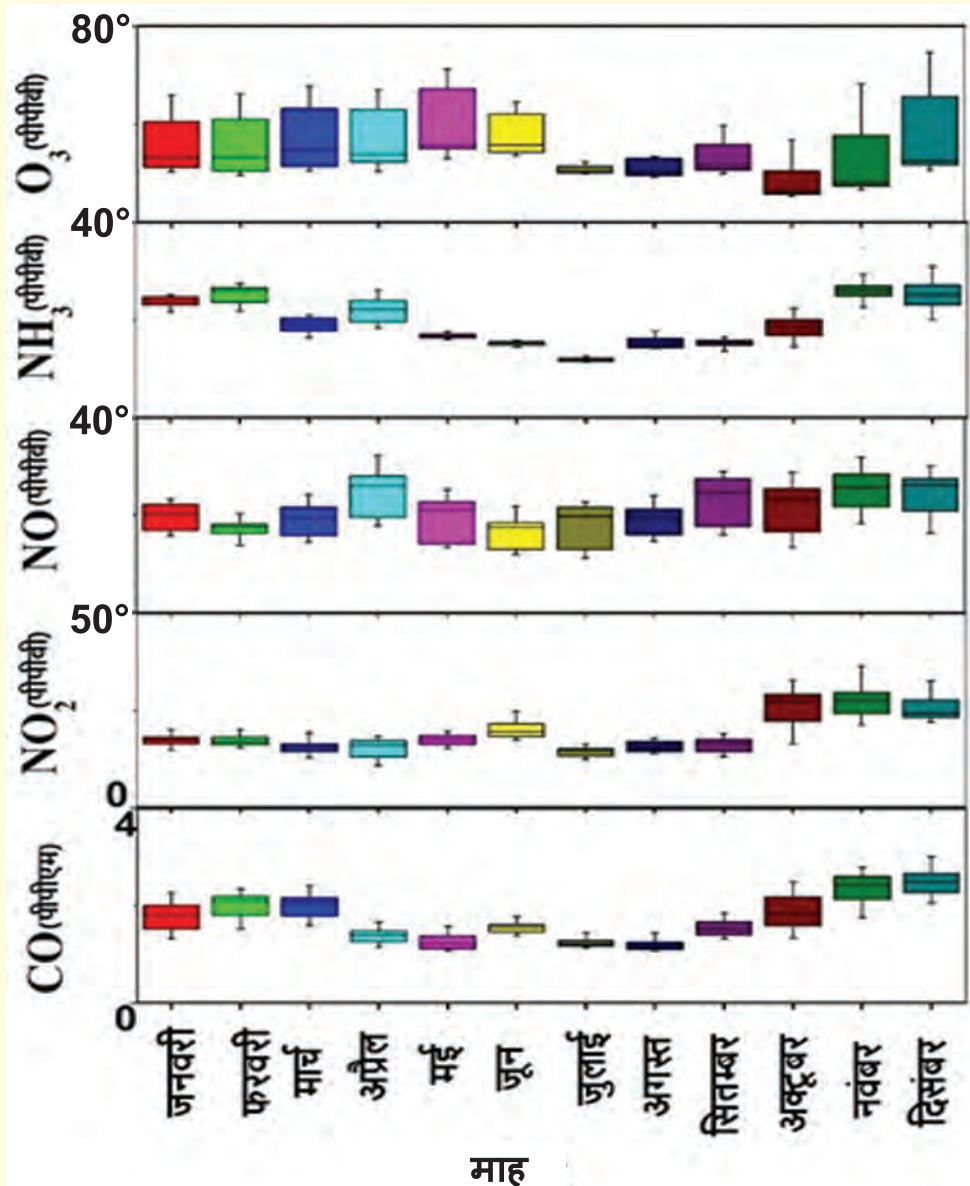 80°
O3 (पीपीबी)
40°
NH3 (पीपीबी)
40°
NO (पीपीबी)
50°
NO2 (पीपीबी)
0
4
CO (पीपीएम)
0
जनवरी
फरवरी
मार्च
अप्रैल
मई
जून
जुलाई
अगस्त
सितम्बर
अक्टूबर
नवंबर
दिसंबर
माह